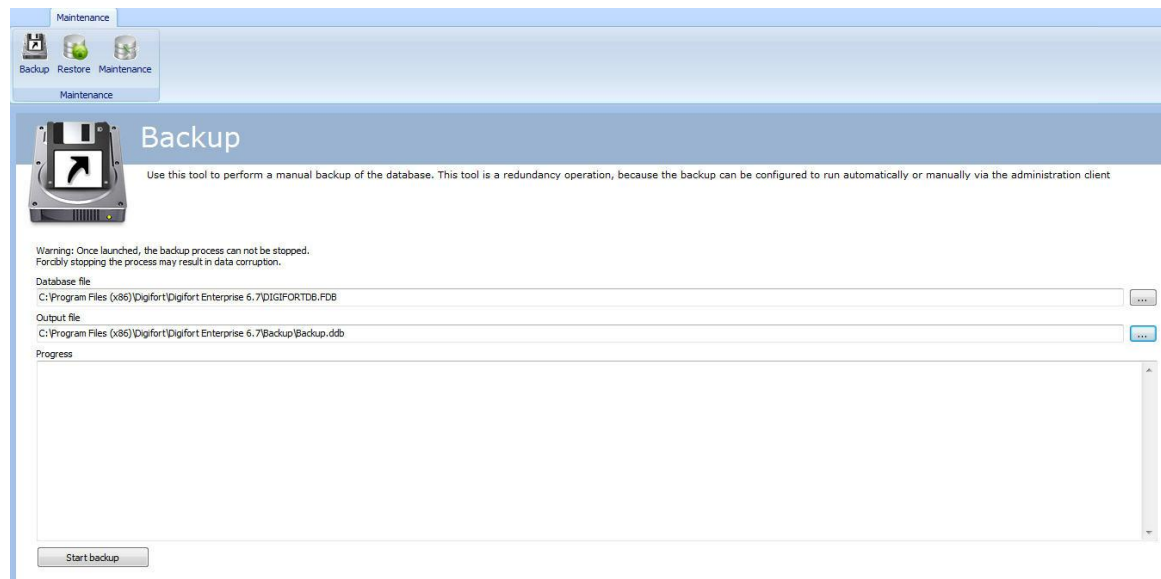 Maintenance
Backup Restore Maintenance
Maintenance
Backup
Use this tool to perform a manual backup of the database. This tool is a redundancy operation, because the backup can be configured to run automatically or manually via the administration client
Warning: Once launched, the backup process can not be stopped.
Forcibly stopping the process may result in data corruption.
Database file
C:\Program Files (x86)\Digifort\Digifort Enterprise 6.7\DIGIFORTDB.FDB
...
Output file
C:\Program Files (x86)\Digifort\Digifort Enterprise 6.7\Backup\Backup.ddb
...
Progress
Start backup